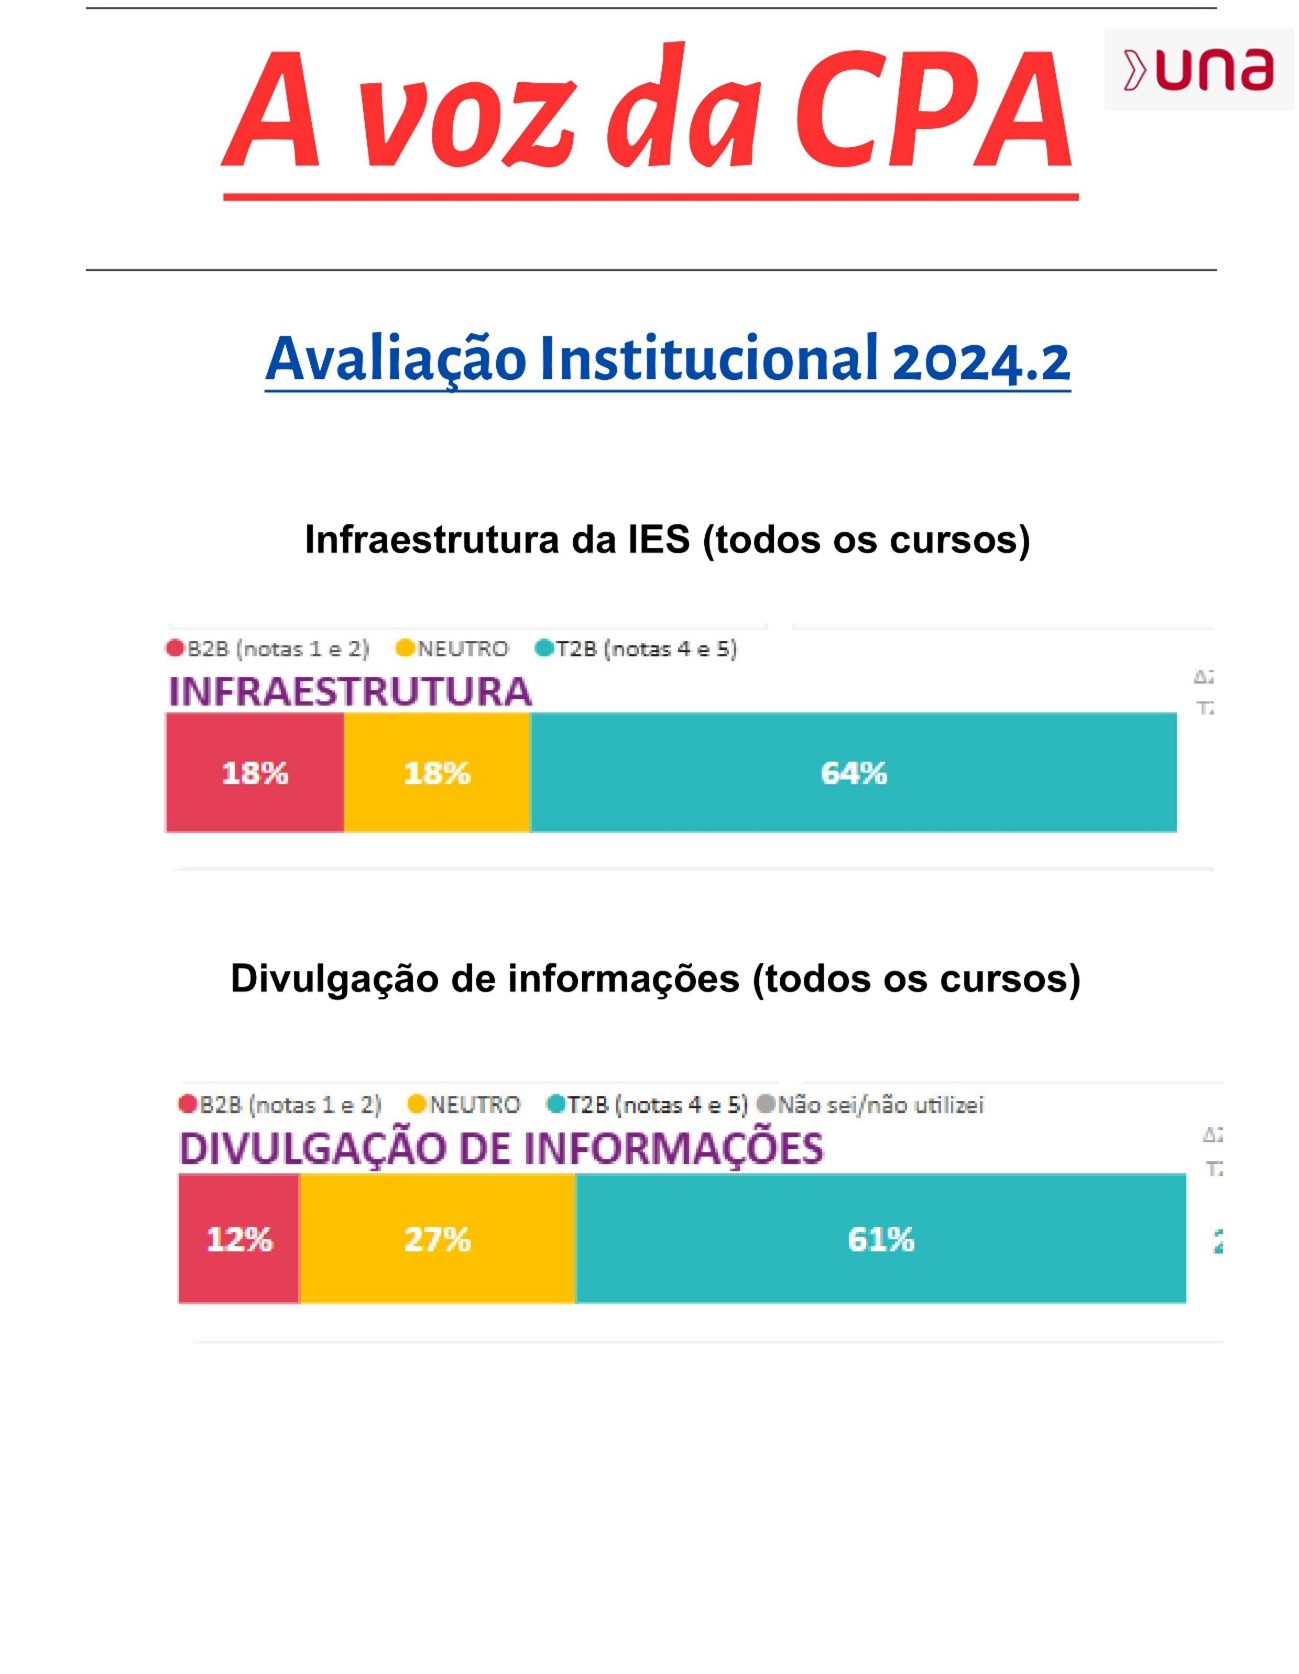 A voz da CPA
una
Avaliação Institucional 2024.2
Infraestrutura da IES (todos os cursos)
B2B (notas 1 e 2) NEUTRO T2B (notas 4 e 5)
INFRAESTRUTURA
18% 18% 64%
Divulgação de informações (todos os cursos)
B2B (notas 1 e 2) NEUTRO T2B (notas 4 e 5) Não sei/não utilizei
DIVULGAÇÃO DE INFORMAÇÕES
12% 27% 61%